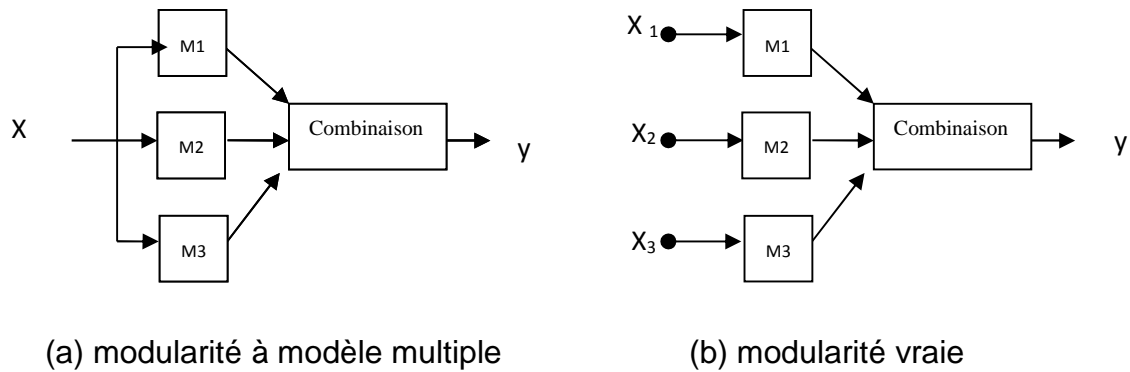 X
M1
M2
M3
Combinaison
y
(a) modularité à modèle multiple
X 1
X2
X3
M1
M2
M3
Combinaison
y
(b) modularité vraie